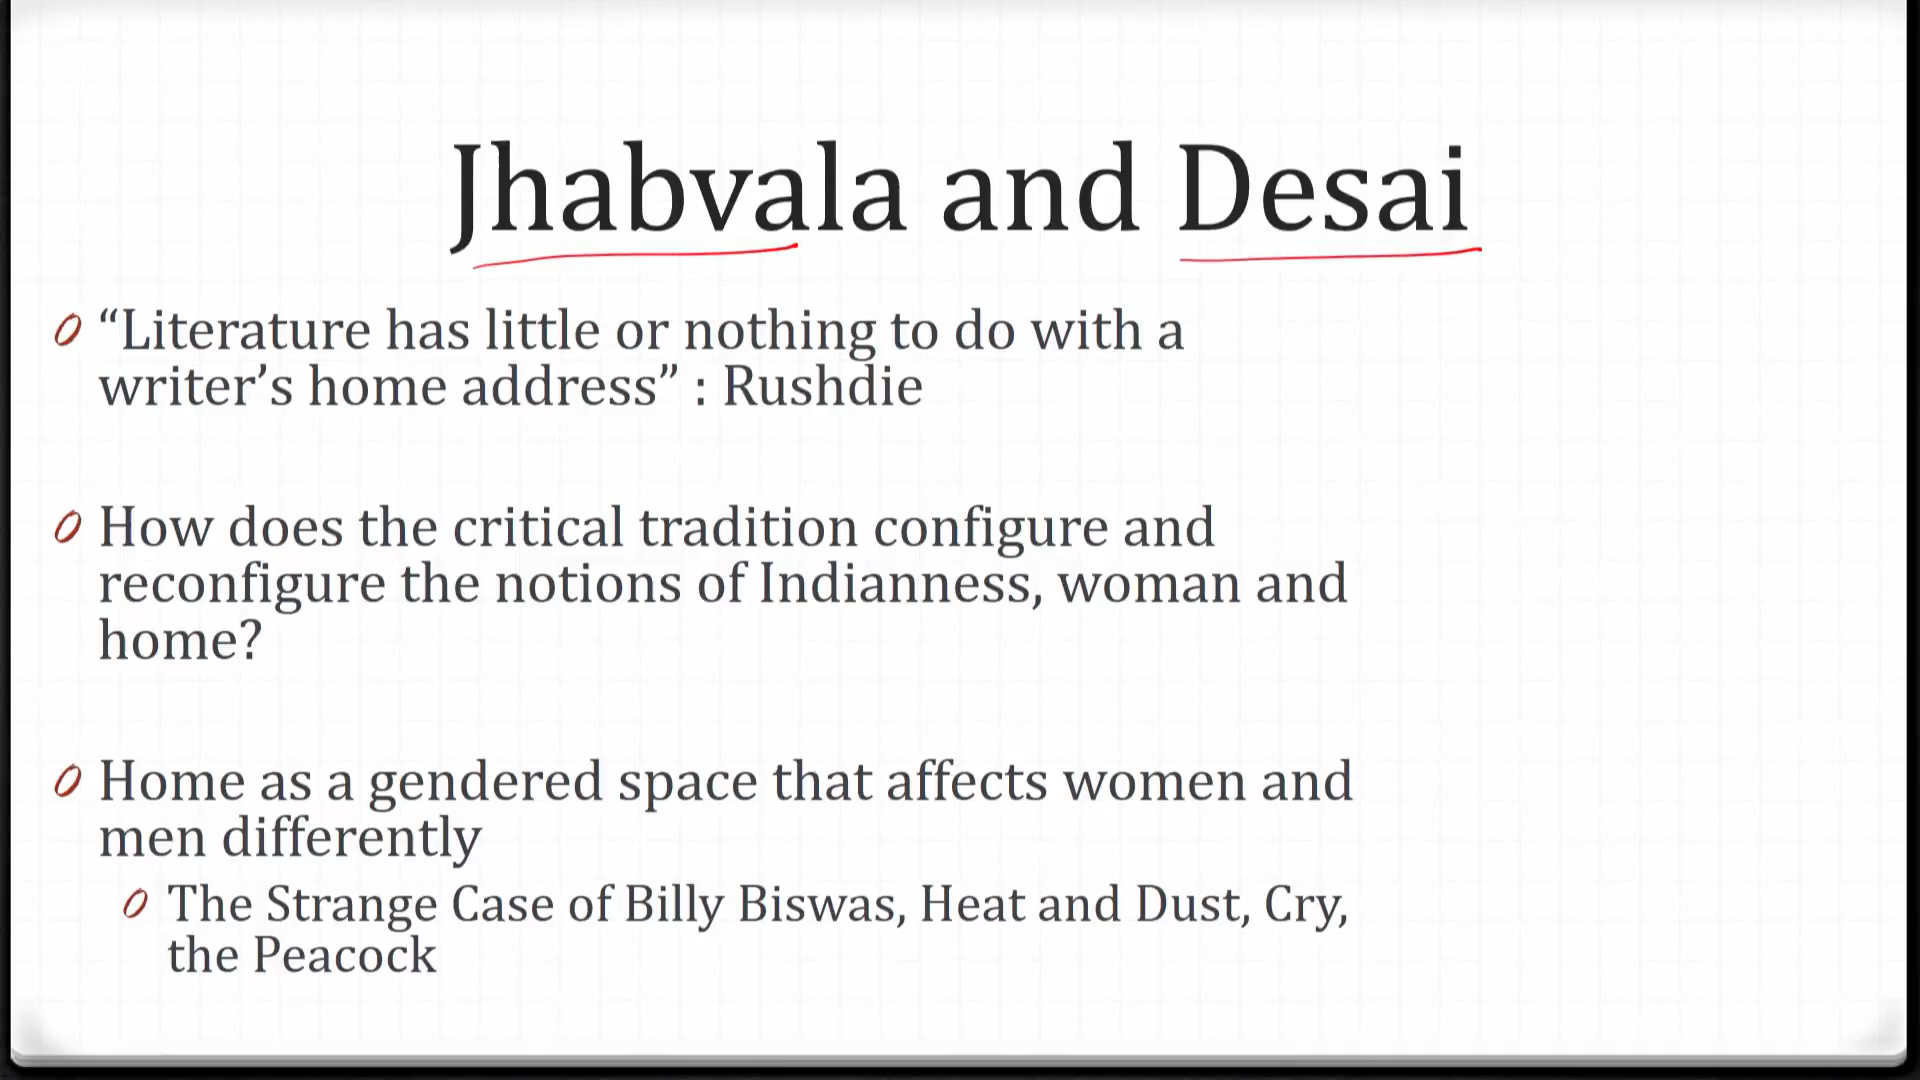 Jhabvala and Desai
“Literature has little or nothing to do with a
writer’s home address” : Rushdie
How does the critical tradition configure and
reconfigure the notions of Indianness, woman and
home?
Home as a gendered space that affects women and
men differently
The Strange Case of Billy Biswas, Heat and Dust, Cry,
the Peacock